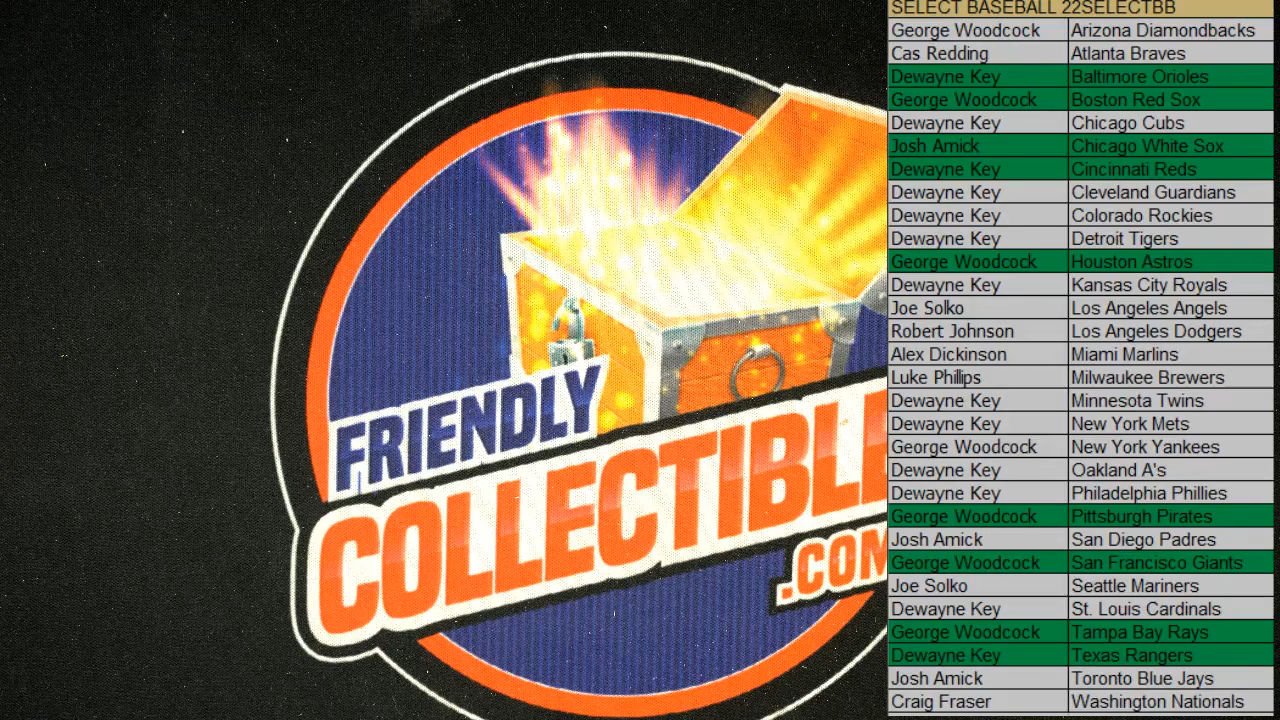 SELECT BASEBALL 22SELECTBB
George Woodcock Arizona Diamondbacks
Cas Redding Atlanta Braves
Dewayne Key Baltimore Orioles
George Woodcock Boston Red Sox
Dewayne Key Chicago Cubs
Josh Amick Chicago White Sox
Dewayne Key Cincinnati Reds
Dewayne Key Cleveland Guardians
Dewayne Key Colorado Rockies
Dewayne Key Detroit Tigers
George Woodcock Houston Astros
Dewayne Key Kansas City Royals
Joe Solko Los Angeles Angels
Robert Johnson Los Angeles Dodgers
Alex Dickinson Miami Marlins
Luke Phillips Milwaukee Brewers
Dewayne Key Minnesota Twins
Dewayne Key New York Mets
George Woodcock New York Yankees
Dewayne Key Oakland A's
Dewayne Key Philadelphia Phillies
George Woodcock Pittsburgh Pirates
Josh Amick San Diego Padres
George Woodcock San Francisco Giants
Joe Solko Seattle Mariners
Dewayne Key St. Louis Cardinals
George Woodcock Tampa Bay Rays
Dewayne Key Texas Rangers
Josh Amick Toronto Blue Jays
Craig Fraser Washington Nationals
FRIENDLY
COLLECTIBLE
.COM